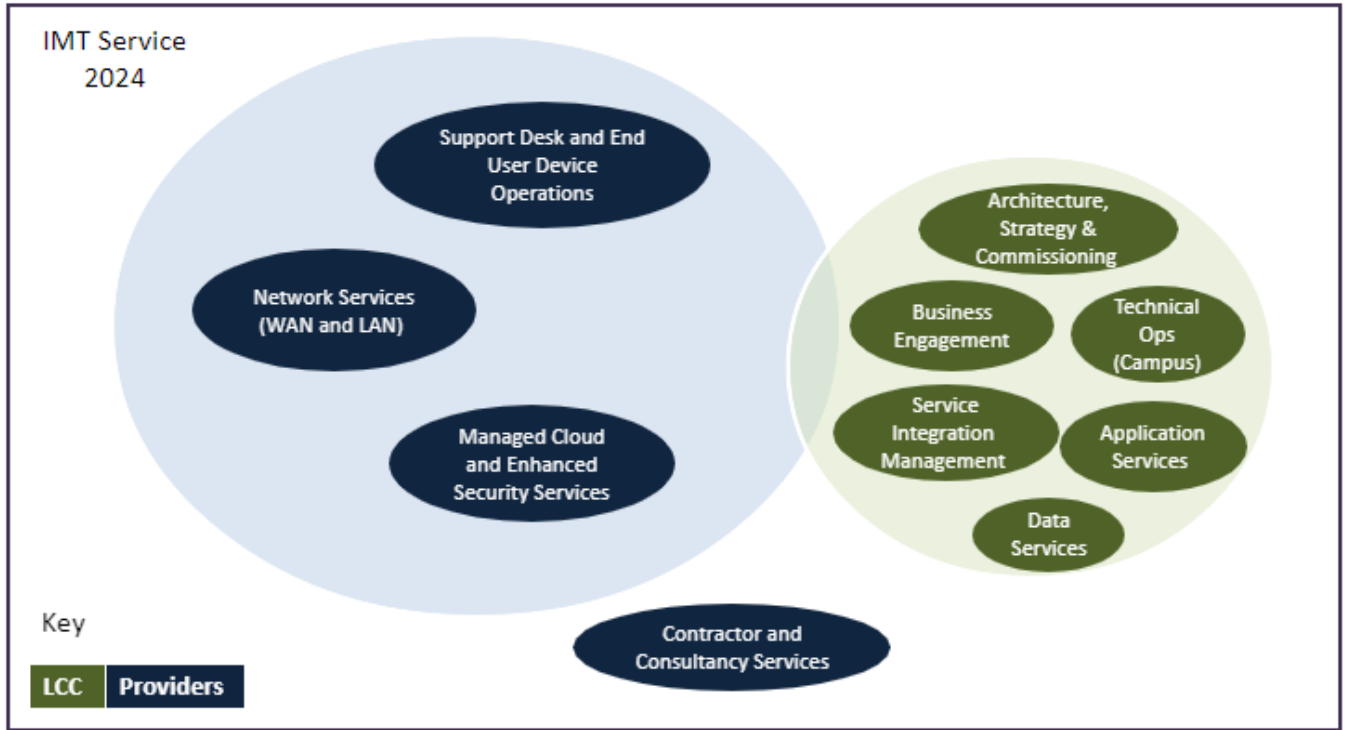 IMT Service
2024
Support Desk and End
User Device
Operations
Network Services
(WAN and LAN)
Managed Cloud
and Enhanced
Security Services
Architecture,
Strategy &
Commissioning
Business
Engagement
Technical
Ops
(Campus)
Service
Integration
Management
Application
Services
Data
Services
Contractor and
Consultancy Services
Key
LCC
Providers